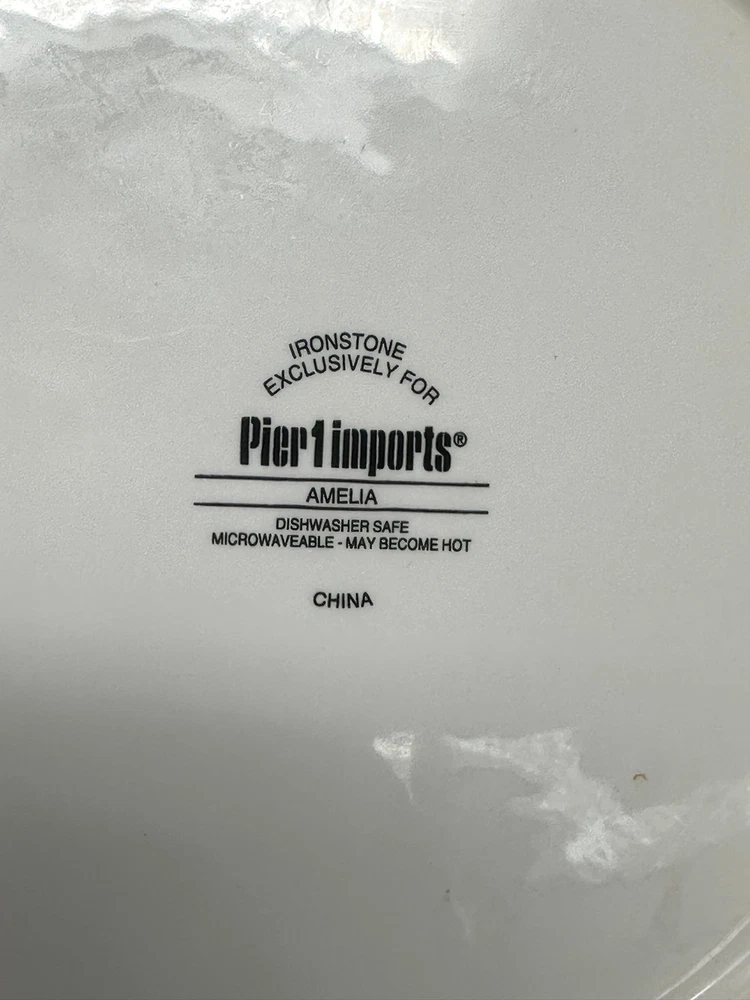 IRONSTONE
EXCLUSIVELY FOR
Pier 1 imports®
AMELIA
DISHWASHER SAFE
MICROWAVEABLE - MAY BECOME HOT
CHINA